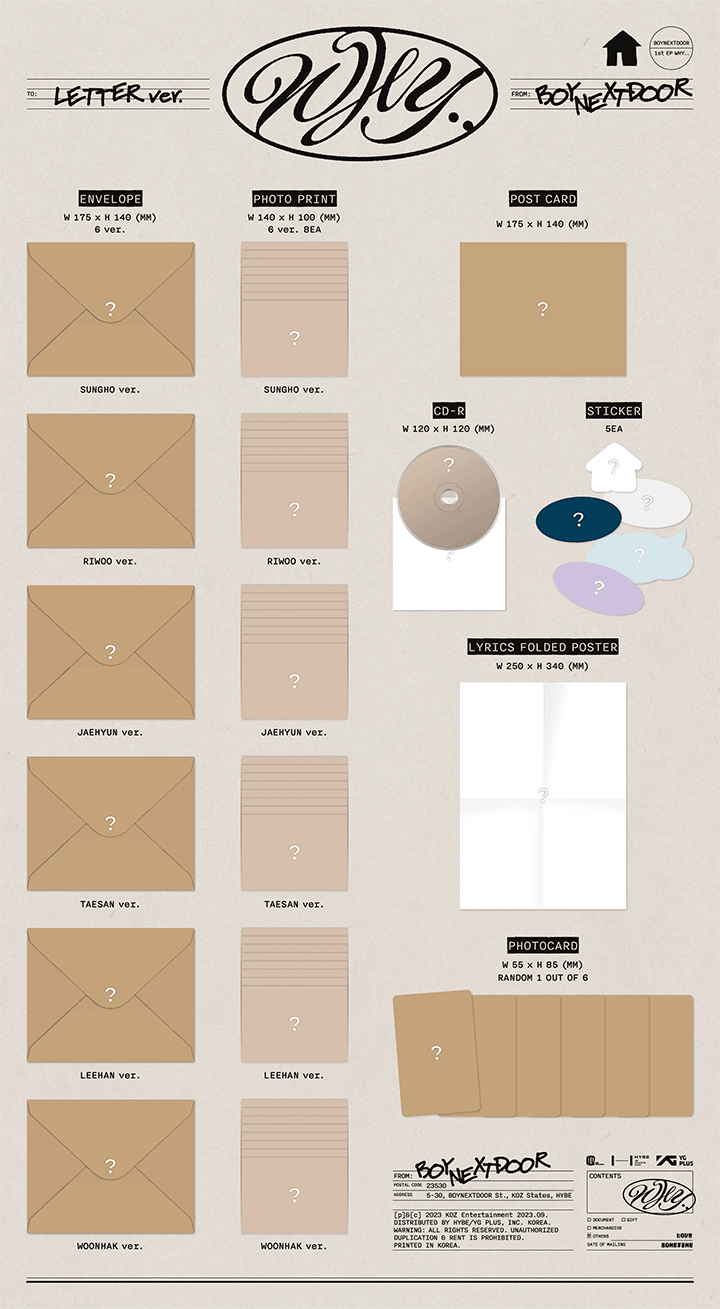 BOYNEXTDOOR
1st EP WHY..
TO: LETTER ver.
WHY..
FROM: BOYNEXTDOOR
ENVELOPE
W 175 x H 140 (MM)
6 ver.
?
SUNGHO ver.
?
RIWOO ver.
?
JAEHYUN ver.
?
TAESAN ver.
?
LEEHAN ver.
?
WOONHAK ver.
PHOTO PRINT
W 140 x H 100 (MM)
6 ver. 8EA
?
SUNGHO ver.
?
RIWOO ver.
?
JAEHYUN ver.
?
TAESAN ver.
?
LEEHAN ver.
?
WOONHAK ver.
POST CARD
W 175 x H 140 (MM)
?
CD-R
W 120 x H 120 (MM)
?
?
STICKER
5EA
?
?
?
?
?
LYRICS FOLDED POSTER
W 250 x H 340 (MM)
?
PHOTOCARD
W 55 x H 85 (MM)
RANDOM 1 OUT OF 6
?
FROM: BOYNEXTDOOR
POSTAL CODE 23530
ADDRESS 5-30, BOYNEXTDOOR St., KOZ States, HYBE
[p]&[c] 2023 KOZ Entertainment 2023.09.
DISTRIBUTED BY HYBE/YG PLUS, INC. KOREA.
WARNING: ALL RIGHTS RESERVED. UNAUTHORIZED
DUPLICATION & RENT IS PROHIBITED.
PRINTED IN KOREA.
HYBE
YG PLUS
CONTENTS
WHY..
DOCUMENT GIFT
MERCHANDISE
OTHERS LOVE
DATE OF MAILING SOMETIME